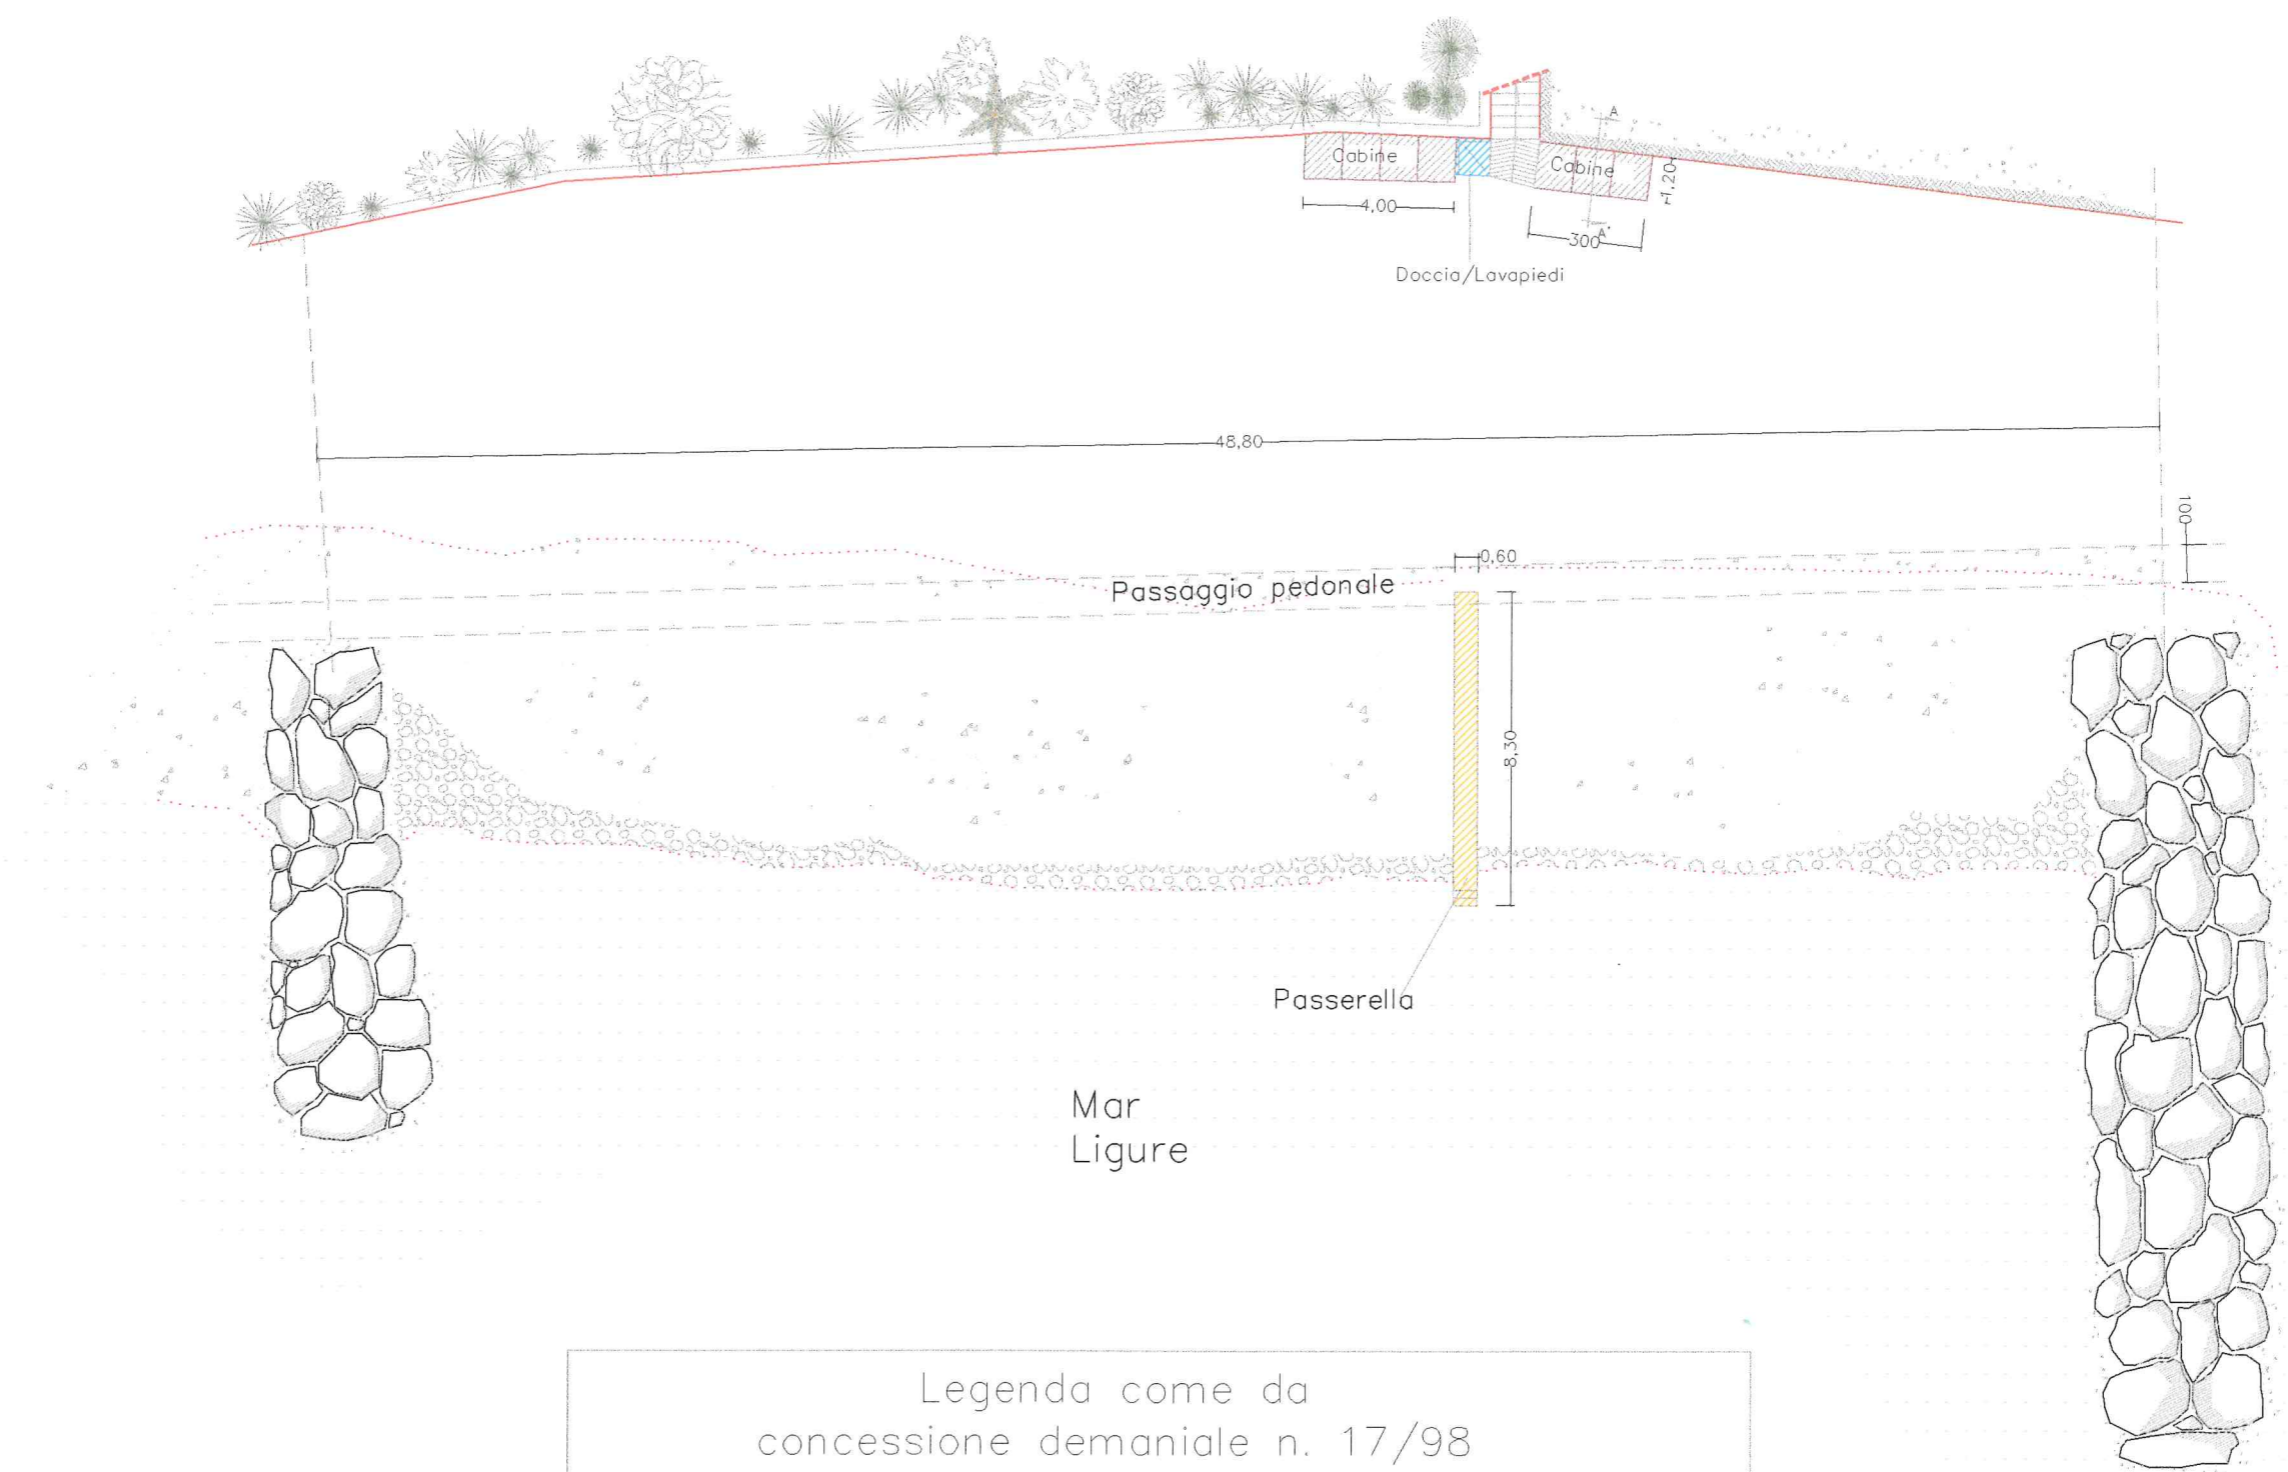 A
Cabine
Cabine
1,20
4,00
300
A'
Doccia/Lavapiedi
48,80
100
0,60
Passaggio pedonale
8,30
Passerella
Mar
Ligure
Legenda come da
concessione demaniale n. 17/98